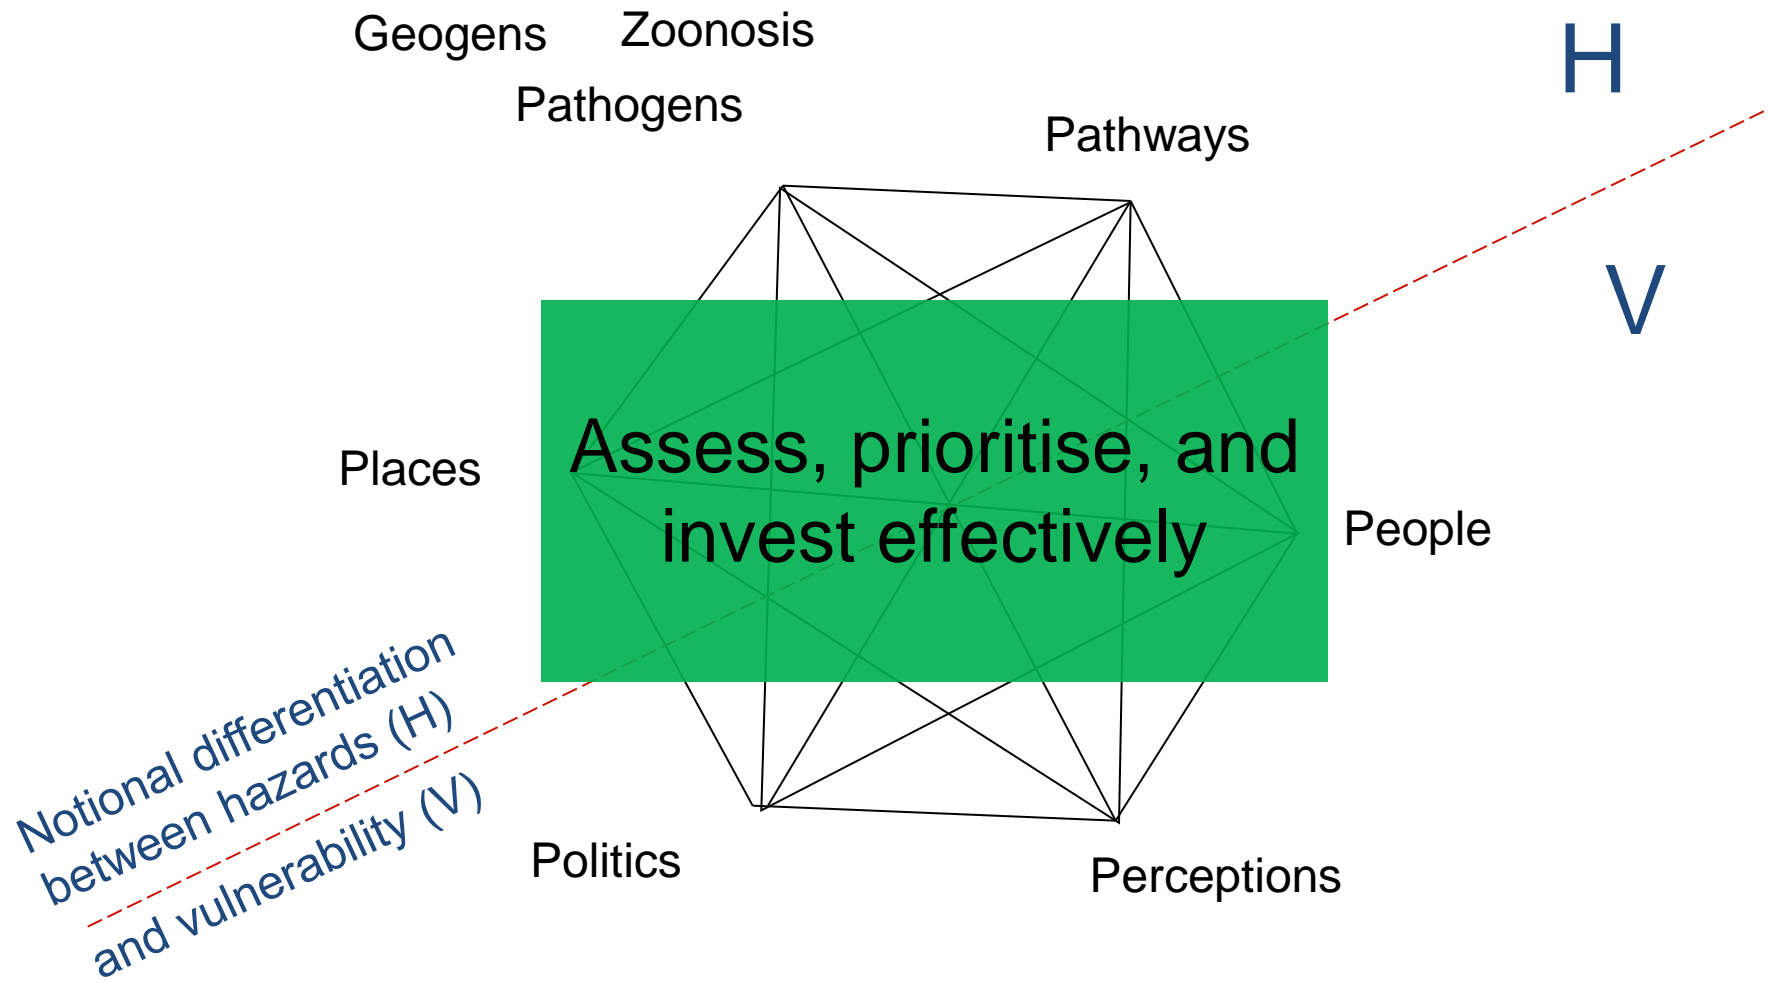 Geogens
Zoonosis
H
Pathogens
Pathways
V
Assess, prioritise, and
invest effectively
Places
People
Notional differentiation
between hazards (H)
and vulnerability (V)
Politics
Perceptions